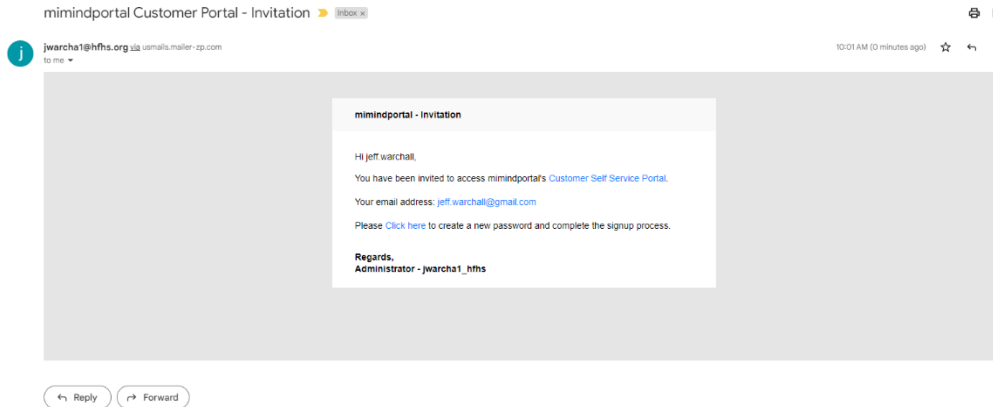 mimindportal Customer Portal - Invitation Inbox x
j
jwarcha1@hfhs.org via usmails.mailer-zp.com
10:01 AM (0 minutes ago)
to me
mimindportal - Invitation
Hi jeff.warchall,
You have been invited to access mimindportal's Customer Self Service Portal.
Your email address: jeff.warchall@gmail.com
Please Click here to create a new password and complete the signup process.
Regards,
Administrator - jwarcha1_hfhs
Reply
Forward